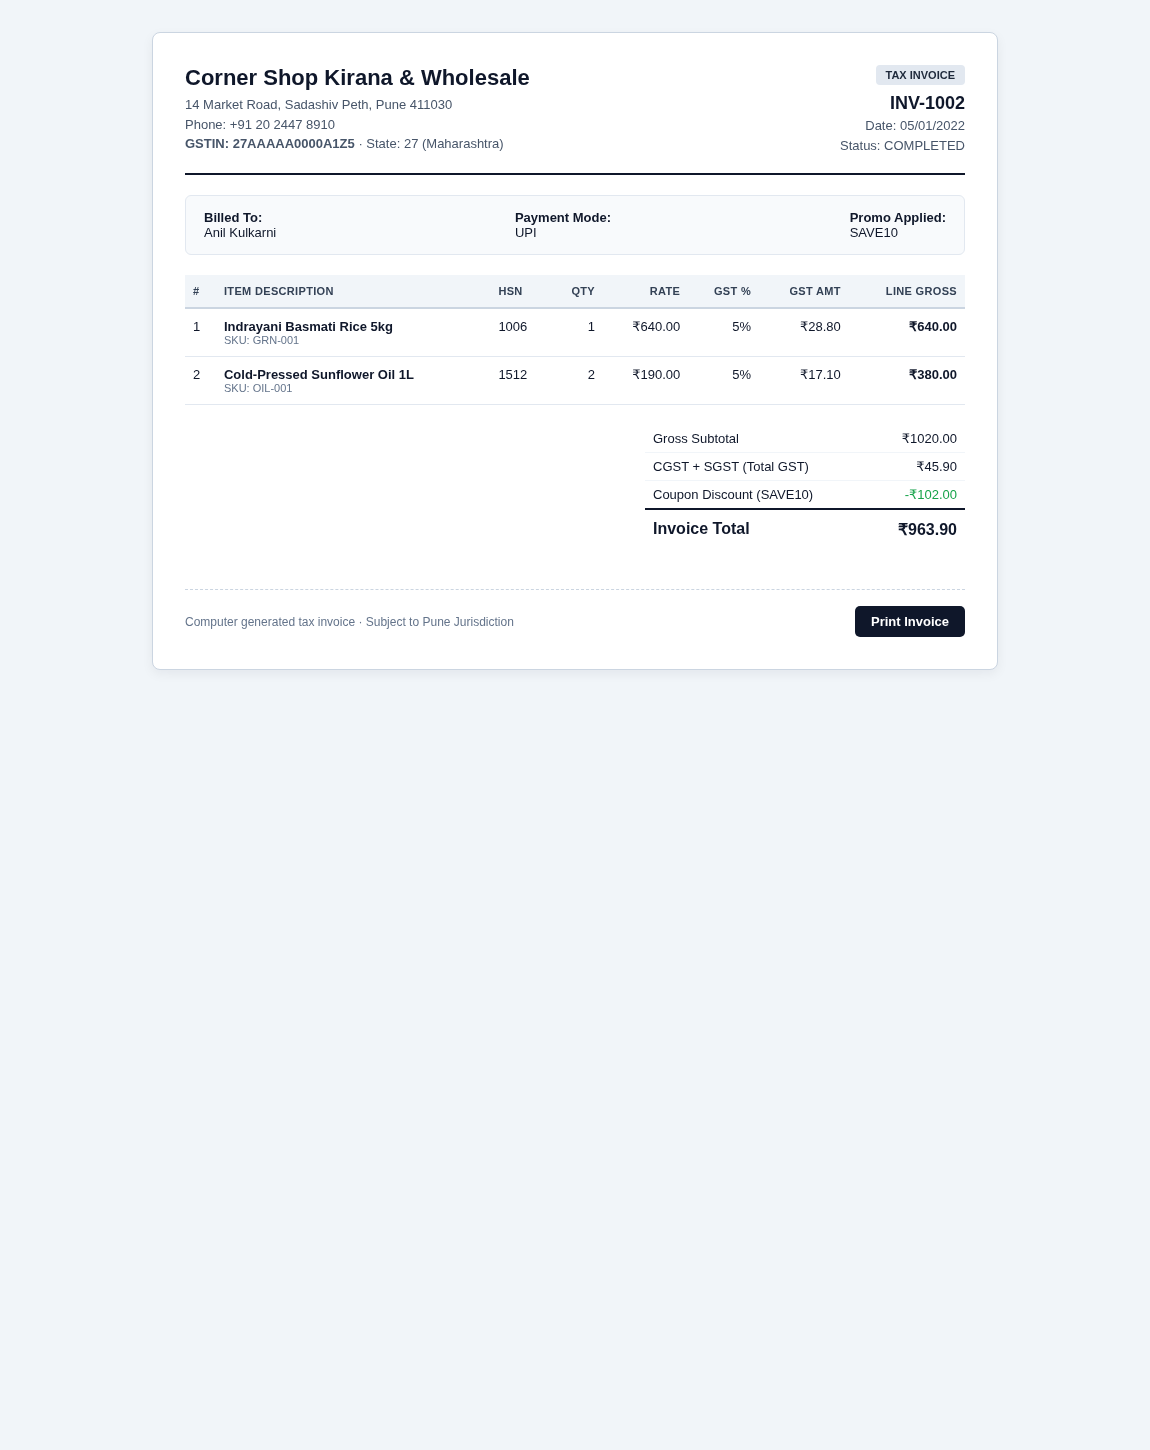 Corner Shop Kirana & Wholesale
14 Market Road, Sadashiv Peth, Pune 411030
Phone: +91 20 2447 8910
GSTIN: 27AAAAA0000A1Z5 · State: 27 (Maharashtra)
TAX INVOICE
INV-1002
Date: 05/01/2022
Status: COMPLETED
Billed To:
Anil Kulkarni
Payment Mode:
UPI
Promo Applied:
SAVE10
# ITEM DESCRIPTION HSN QTY RATE GST % GST AMT LINE GROSS
1 Indrayani Basmati Rice 5kg 1006 1 ₹640.00 5% ₹28.80 ₹640.00
SKU: GRN-001
2 Cold-Pressed Sunflower Oil 1L 1512 2 ₹190.00 5% ₹17.10 ₹380.00
SKU: OIL-001
Gross Subtotal ₹1020.00
CGST + SGST (Total GST) ₹45.90
Coupon Discount (SAVE10) -₹102.00
Invoice Total ₹963.90
Computer generated tax invoice · Subject to Pune Jurisdiction
Print Invoice